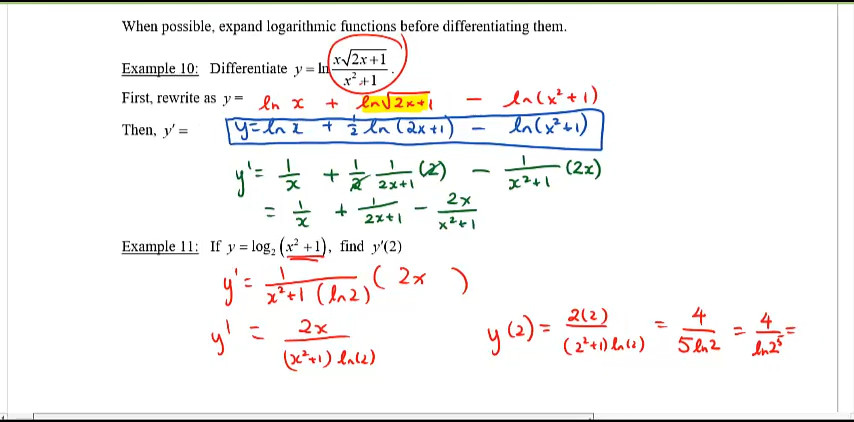 When possible, expand logarithmic functions before differentiating them.
Example 10: Differentiate y = ln x√2x+1 / x²+1 .
First, rewrite as y = ln x + ln√2x+1 − ln(x²+1)
Then, y' = y = ln x + 1/2 ln(2x+1) − ln(x²+1)
y' = 1/x + 1/2 1/2x+1 (2) − 1/x²+1 (2x)
= 1/x + 1/2x+1 − 2x/x²+1
Example 11: If y = log₂(x²+1), find y'(2)
y' = 1/x²+1 (ln2) ( 2x )
y' = 2x/(x²+1) ln(2) y(2) = 2(2)/(2²+1) ln(2) = 4/5 ln2 = 4/ln2⁵ =